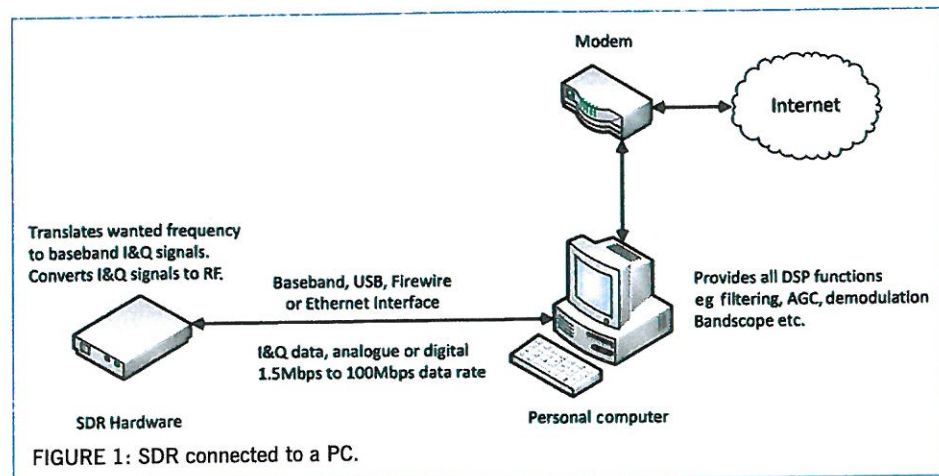 Modem
Internet
Translates wanted frequency
to baseband I&Q signals.
Converts I&Q signals to RF.
Baseband, USB, Firewire
or Ethernet Interface
Provides all DSP functions
eg filtering, AGC, demodulation
Bandscope etc.
I&Q data, analogue or digital
1.5Mbps to 100Mbps data rate
SDR Hardware
Personal computer
FIGURE 1: SDR connected to a PC.